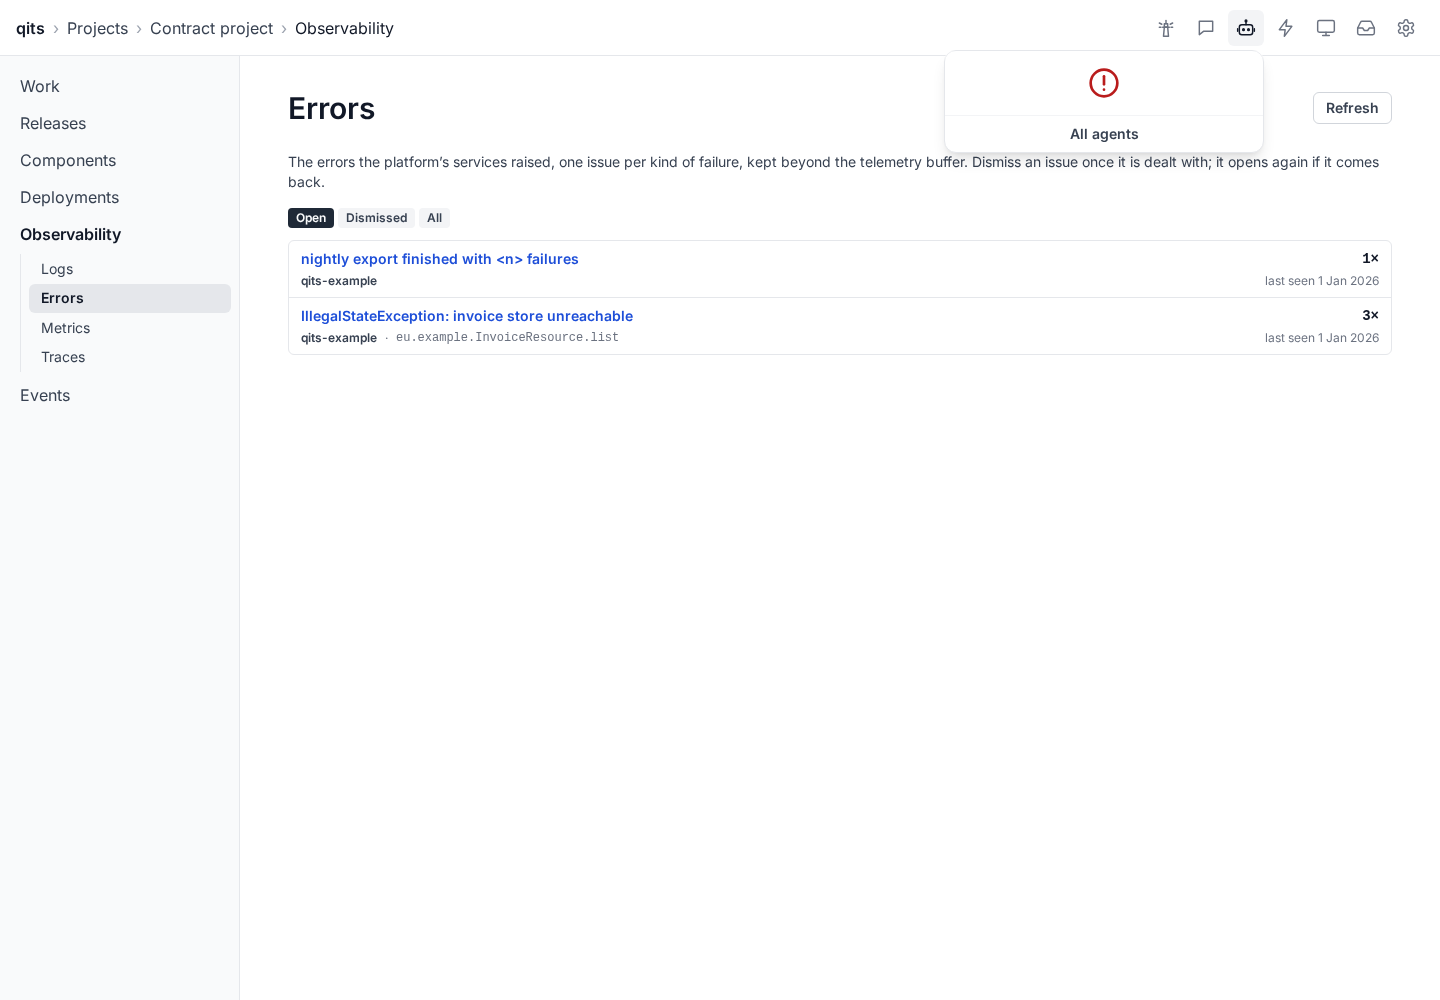 qits › Projects › Contract project › Observability
Work
Releases
Components
Deployments
Observability
Logs
Errors
Metrics
Traces
Events
All agents
Errors
Refresh
The errors the platform's services raised, one issue per kind of failure, kept beyond the telemetry buffer. Dismiss an issue once it is dealt with; it opens again if it comes
back.
Open Dismissed All
nightly export finished with <n> failures 1×
qits-example last seen 1 Jan 2026
IllegalStateException: invoice store unreachable 3×
qits-example · eu.example.InvoiceResource.list last seen 1 Jan 2026